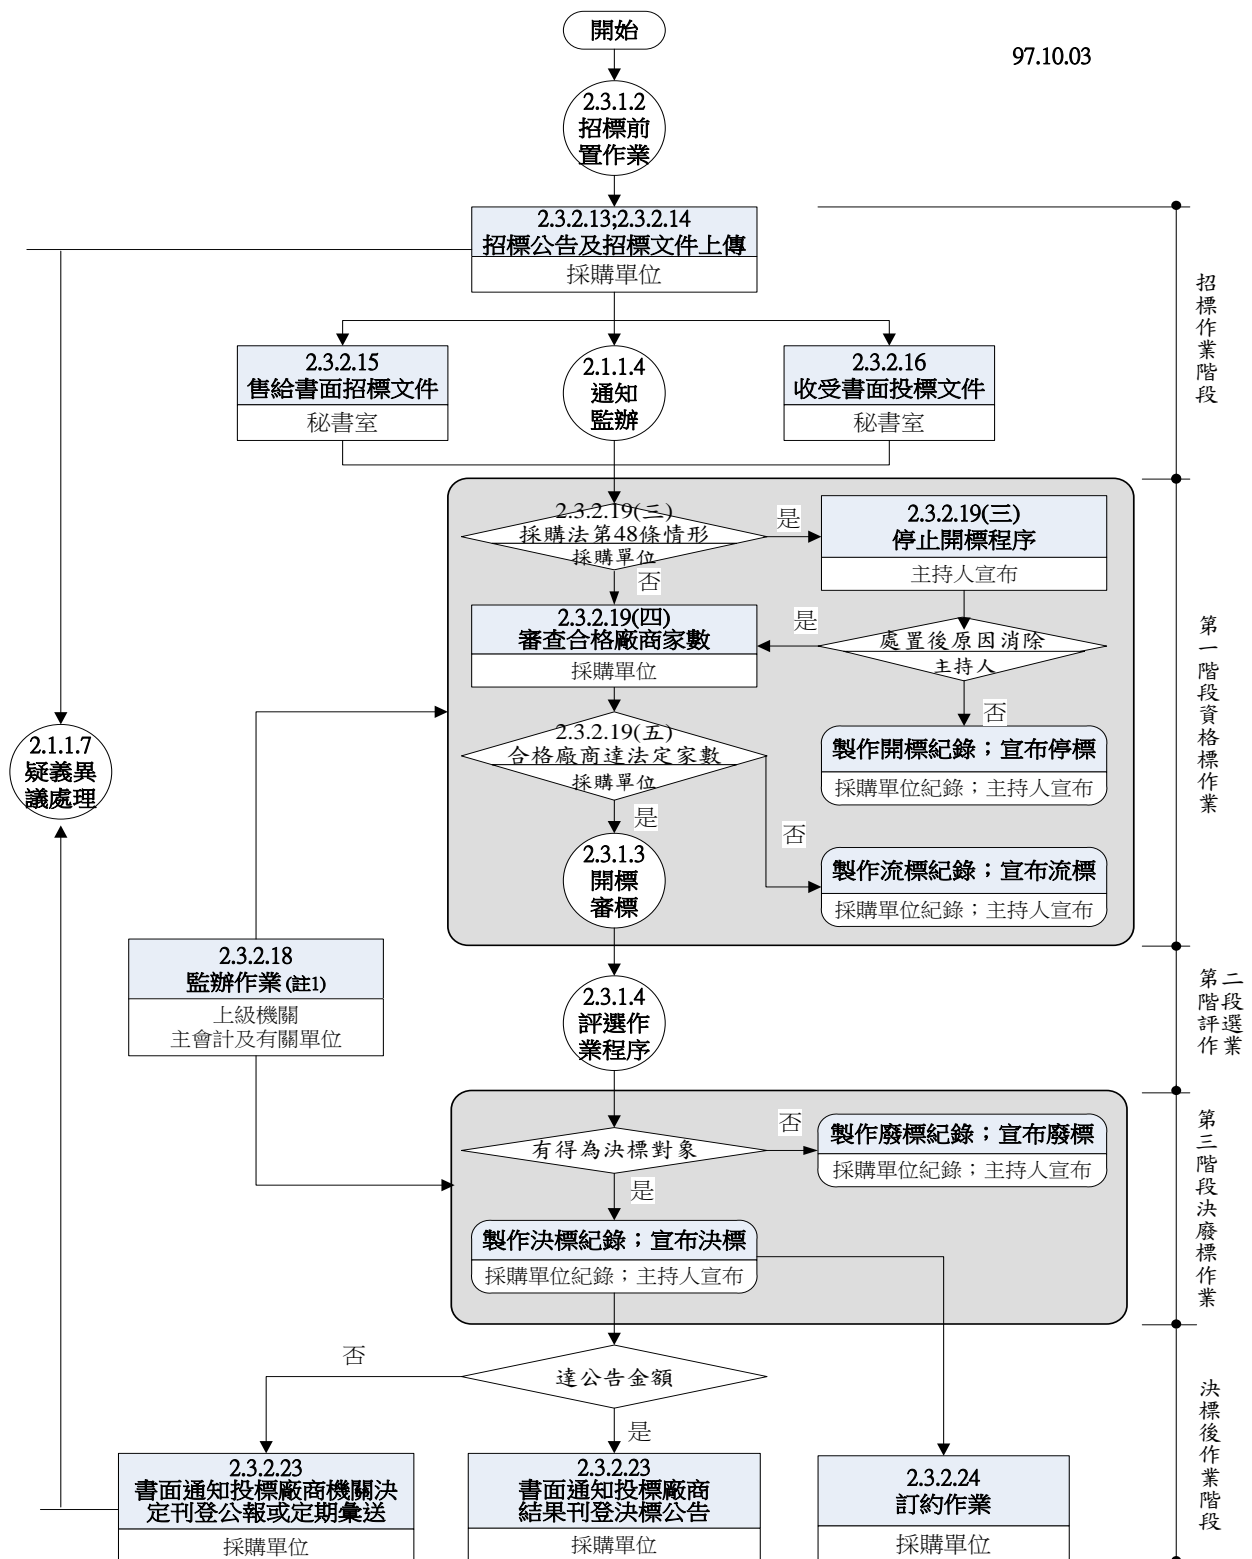 開始
97.10.03
2.3.1.2
招標前
置作業
2.3.2.13;2.3.2.14
招標公告及招標文件上傳
採購單位
招標作業階段
2.3.2.15
售給書面招標文件
秘書室
2.1.1.4
通知
監辦
2.3.2.16
收受書面投標文件
秘書室
2.3.2.19(三)
採購法第48條情形
採購單位
是
否
2.3.2.19(三)
停止開標程序
主持人宣布
2.3.2.19(四)
審查合格廠商家數
採購單位
是
處置後原因消除
主持人
否
第一階段資格標作業
2.1.1.7
疑義異
議處理
2.3.2.19(五)
合格廠商達法定家數
採購單位
是
否
製作開標紀錄；宣布停標
採購單位紀錄；主持人宣布
2.3.1.3
開標
審標
製作流標紀錄；宣布流標
採購單位紀錄；主持人宣布
2.3.2.18
監辦作業(註1)
上級機關
主會計及有關單位
2.3.1.4
評選作
業程序
第二
階段
評選
作業
有得為決標對象
否
是
製作廢標紀錄；宣布廢標
採購單位紀錄；主持人宣布
製作決標紀錄；宣布決標
採購單位紀錄；主持人宣布
第三階段決廢標作業
達公告金額
否
是
決標後作業階段
2.3.2.23
書面通知投標廠商機關決
定刊登公報或定期彙送
採購單位
2.3.2.23
書面通知投標廠商
結果刊登決標公告
採購單位
2.3.2.24
訂約作業
採購單位